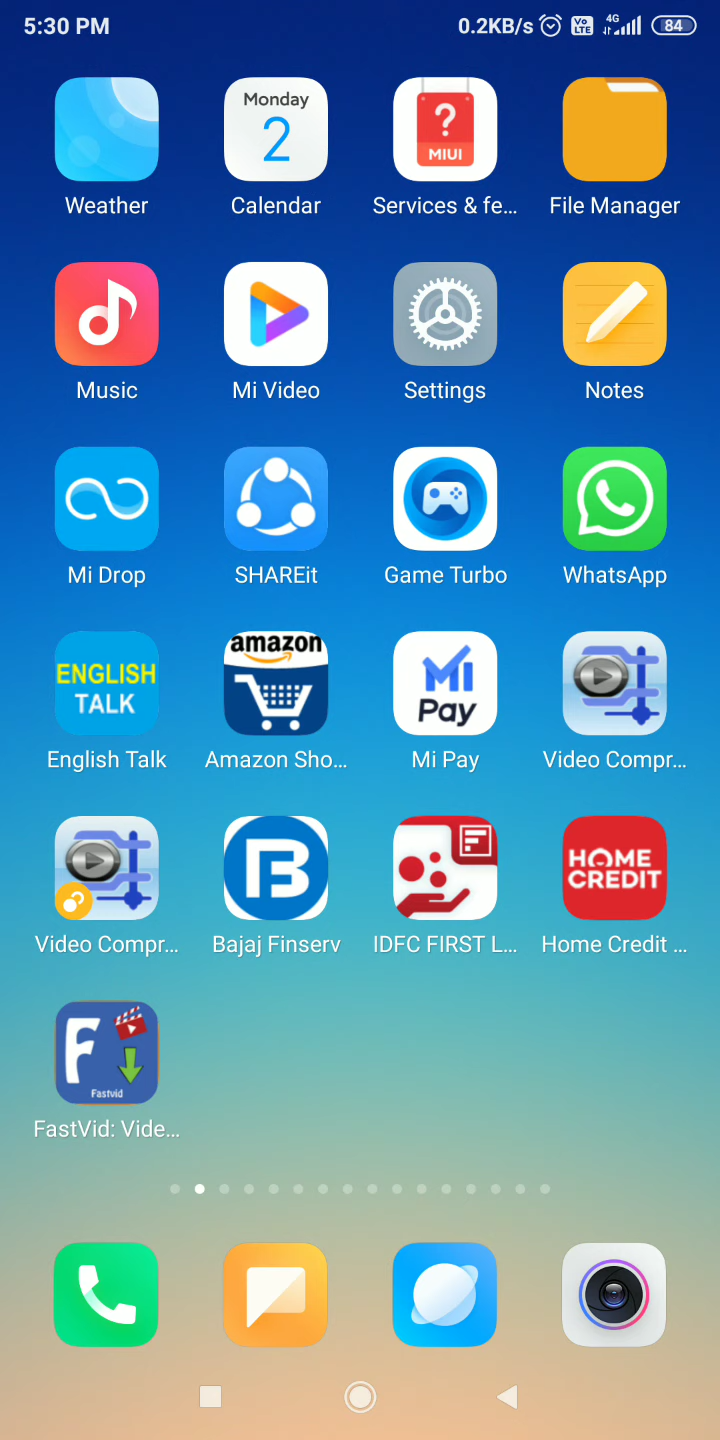 5:30 PM
0.2KB/s Vo LTE 4G 84
Monday
2
?
MIUI
Weather Calendar Services & fe... File Manager
Music Mi Video Settings Notes
Mi Drop SHAREit Game Turbo WhatsApp
ENGLISH
TALK
amazon
Mi
Pay
English Talk Amazon Sho... Mi Pay Video Compr...
B
HOME
CREDIT
Video Compr... Bajaj Finserv IDFC FIRST L... Home Credit ...
F
Fastvid
FastVid: Vide...